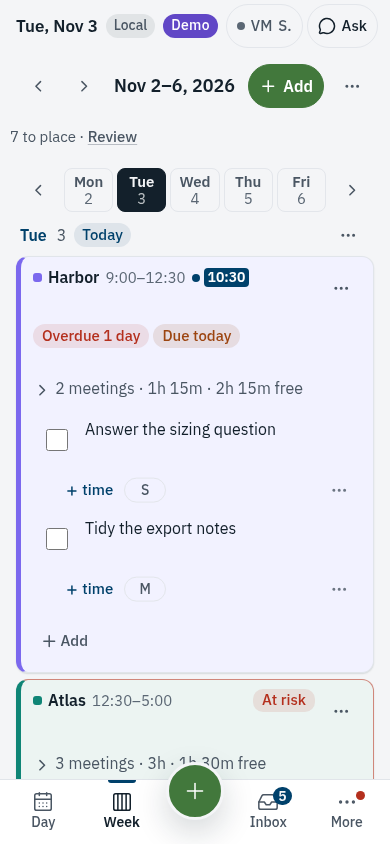 Tue, Nov 3 Local Demo VM S. Ask
Nov 2–6, 2026 + Add ...
7 to place · Review
Mon 2 Tue 3 Wed 4 Thu 5 Fri 6
Tue 3 Today ...
Harbor 9:00–12:30 10:30 ...
Overdue 1 day Due today
2 meetings · 1h 15m · 2h 15m free
Answer the sizing question
+ time S ...
Tidy the export notes
+ time M ...
+ Add
Atlas 12:30–5:00 At risk ...
3 meetings · 3h · 1h 30m free
5
Day Week Inbox More